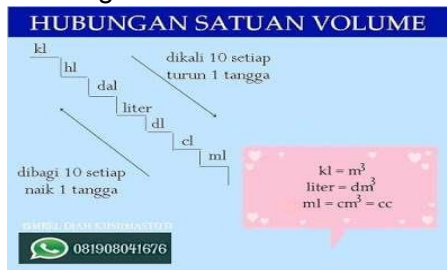 HUBUNGAN SATUAN VOLUME
kl
hl
dal
liter
dl
cl
ml
dikali 10 setiap
turun 1 tangga
dibagi 10 setiap
naik 1 tangga
kl = m³
liter = dm³
ml = cm³ = cc
081908041676